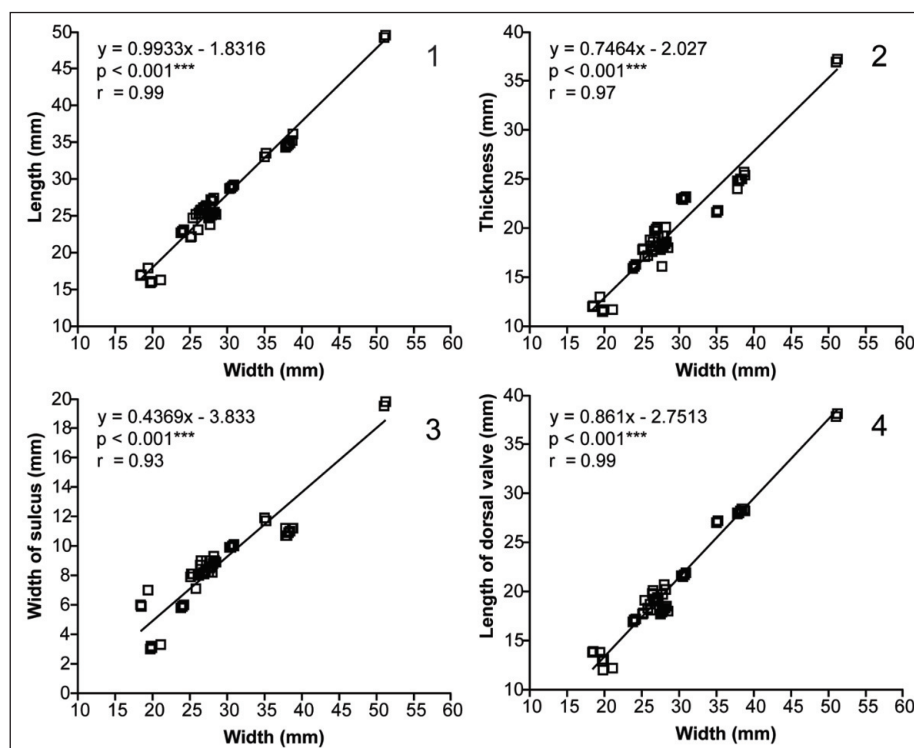 y = 0.9933x - 1.8316
p < 0.001***
r = 0.99
1
Length (mm)
50
45
40
35
30
25
20
15
10
10 15 20 25 30 35 40 45 50 55 60
Width (mm)
y = 0.7464x - 2.027
p < 0.001***
r = 0.97
2
Thickness (mm)
40
35
30
25
20
15
10
10 15 20 25 30 35 40 45 50 55 60
Width (mm)
y = 0.4369x - 3.833
p < 0.001***
r = 0.93
3
Width of sulcus (mm)
20
18
16
14
12
10
8
6
4
2
0
10 15 20 25 30 35 40 45 50 55 60
Width (mm)
y = 0.861x - 2.7513
p < 0.001***
r = 0.99
4
Length of dorsal valve (mm)
40
35
30
25
20
15
10
10 15 20 25 30 35 40 45 50 55 60
Width (mm)